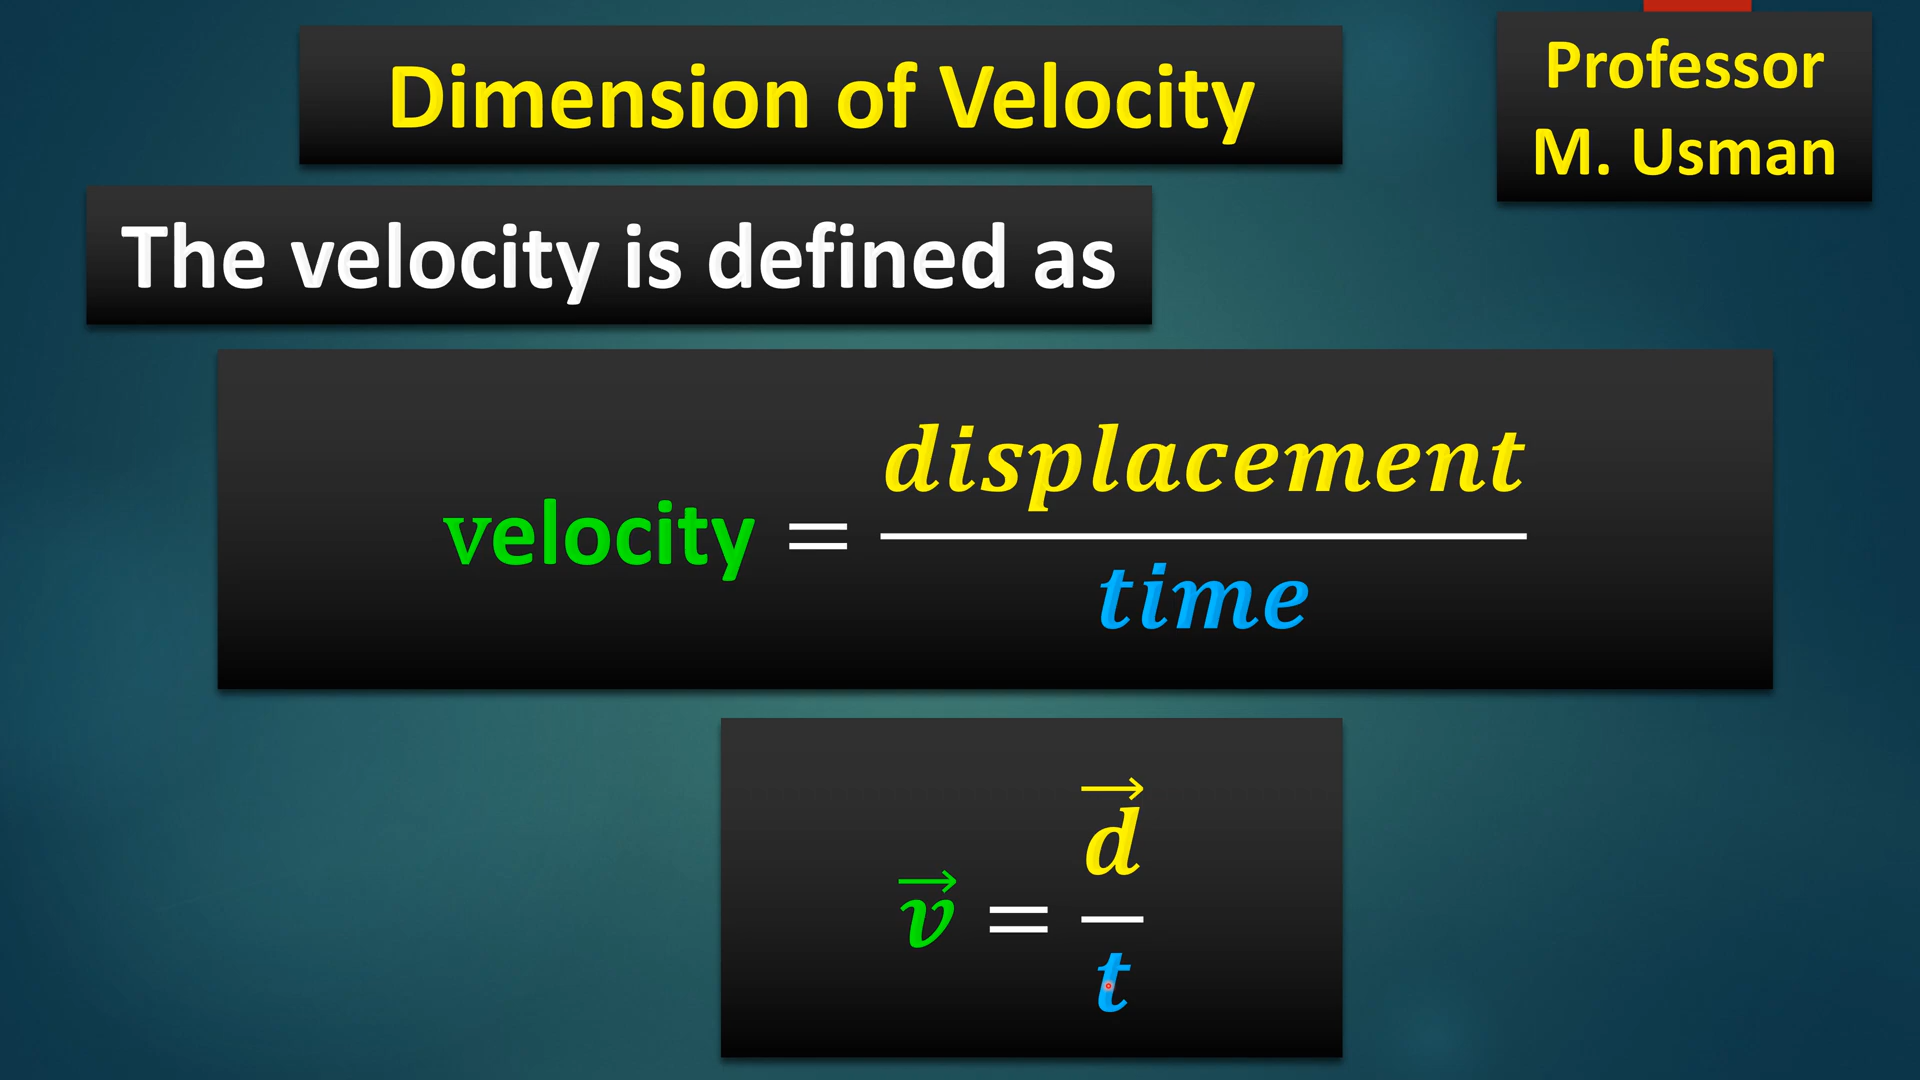 Dimension of Velocity
Professor
M. Usman
The velocity is defined as
velocity = displacement / time
v⃗ = d⃗ / t